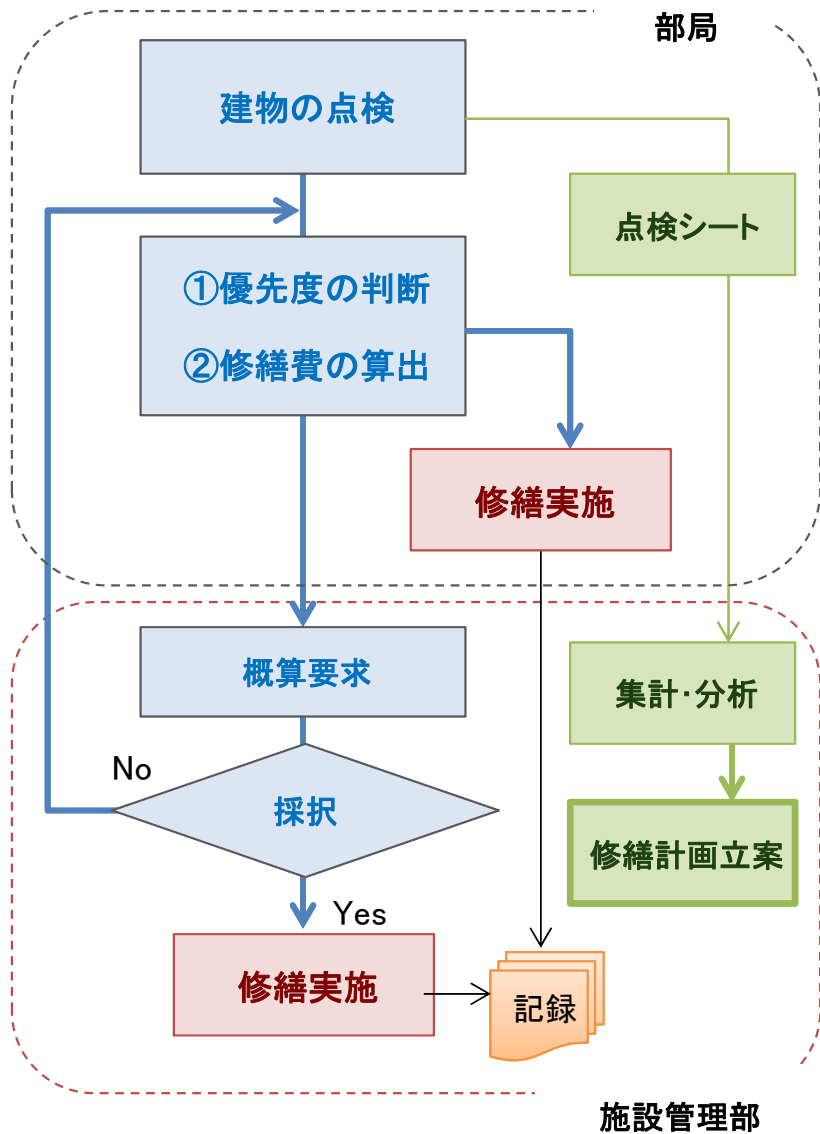 部局
建物の点検
点検シート
①優先度の判断
②修繕費の算出
修繕実施
概算要求
集計・分析
No
採択
修繕計画立案
Yes
修繕実施
記録
施設管理部